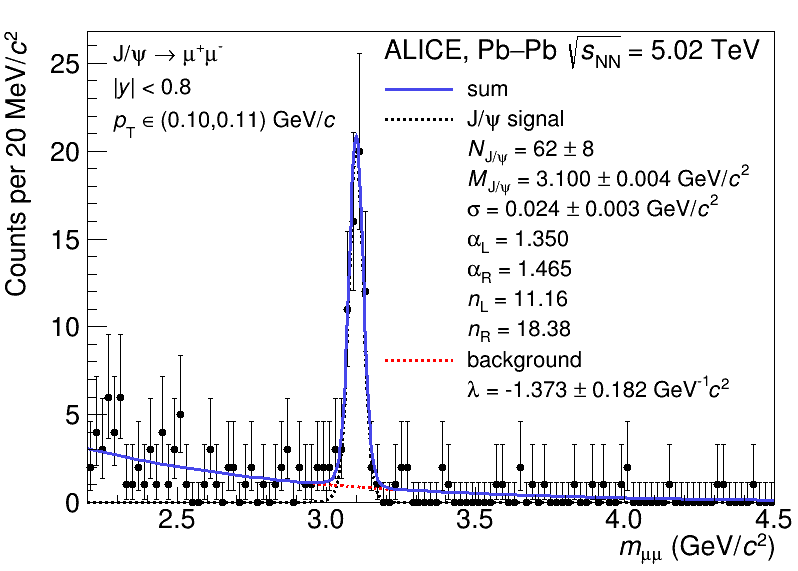 J/ψ → μ⁺μ⁻
|y| < 0.8
p_T ∈ (0.10,0.11) GeV/c
ALICE, Pb–Pb √s_NN = 5.02 TeV
sum
J/ψ signal
N_J/ψ = 62 ± 8
M_J/ψ = 3.100 ± 0.004 GeV/c²
σ = 0.024 ± 0.003 GeV/c²
α_L = 1.350
α_R = 1.465
n_L = 11.16
n_R = 18.38
background
λ = -1.373 ± 0.182 GeV⁻¹c²
Counts per 20 MeV/c²
25
20
15
10
5
0
2.5 3.0 3.5 4.0 4.5
m_μμ (GeV/c²)